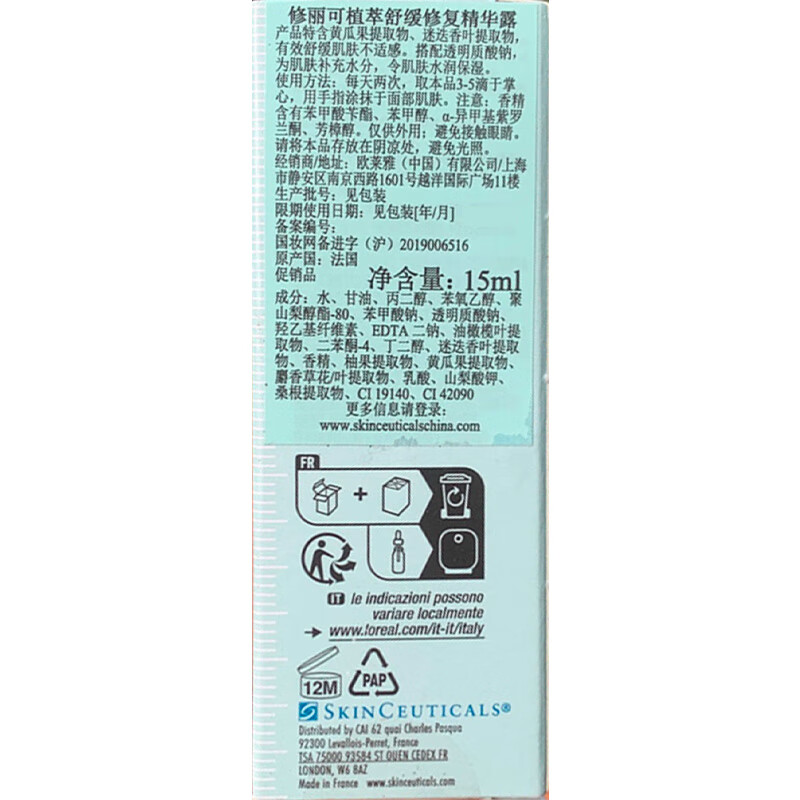 修丽可植萃舒缓修复精华露
产品特含黄瓜果提取物、迷迭香叶提取物,
有效舒缓肌肤不适感。搭配透明质酸钠,
为肌肤补充水分,令肌肤水润保湿。
使用方法:每天两次,取本品3-5滴于掌
心,用手指涂抹于面部肌肤。注意:香精
含有苯甲酸苄酯、苯甲醇、α-异甲基紫罗
兰酮、芳樟醇。仅供外用;避免接触眼睛。
请将本品存放在阴凉处,避免光照。
经销商/地址:欧莱雅(中国)有限公司/上海
市静安区南京西路1601号越洋国际广场11楼
生产批号:见包装
限期使用日期:见包装[年/月]
备案编号:
国妆网备进字(沪)2019006516
原产国:法国
促销品 净含量:15ml
成分:水、甘油、丙二醇、苯氧乙醇、聚
山梨醇酯-80、苯甲酸钠、透明质酸钠、
羟乙基纤维素、EDTA 二钠、油橄榄叶提
取物、二苯酮-4、丁二醇、迷迭香叶提取
物、香精、柚果提取物、黄瓜果提取物、
麝香草花/叶提取物、乳酸、山梨酸钾、
桑根提取物、CI 19140、CI 42090
更多信息请登录:
www.skinceuticalschina.com
FR
+
IT le indicazioni possono
variare localmente
→ www.loreal.com/it-it/italy
12M
PAP
SKINCEUTICALS®
Distributed by CAI 62 quai Charles Pasqua
92300 Levallois-Perret, France
TSA 75000 93584 ST OUEN CEDEX FR
LONDON, W6 8AZ
Made in France www.skinceuticals.com